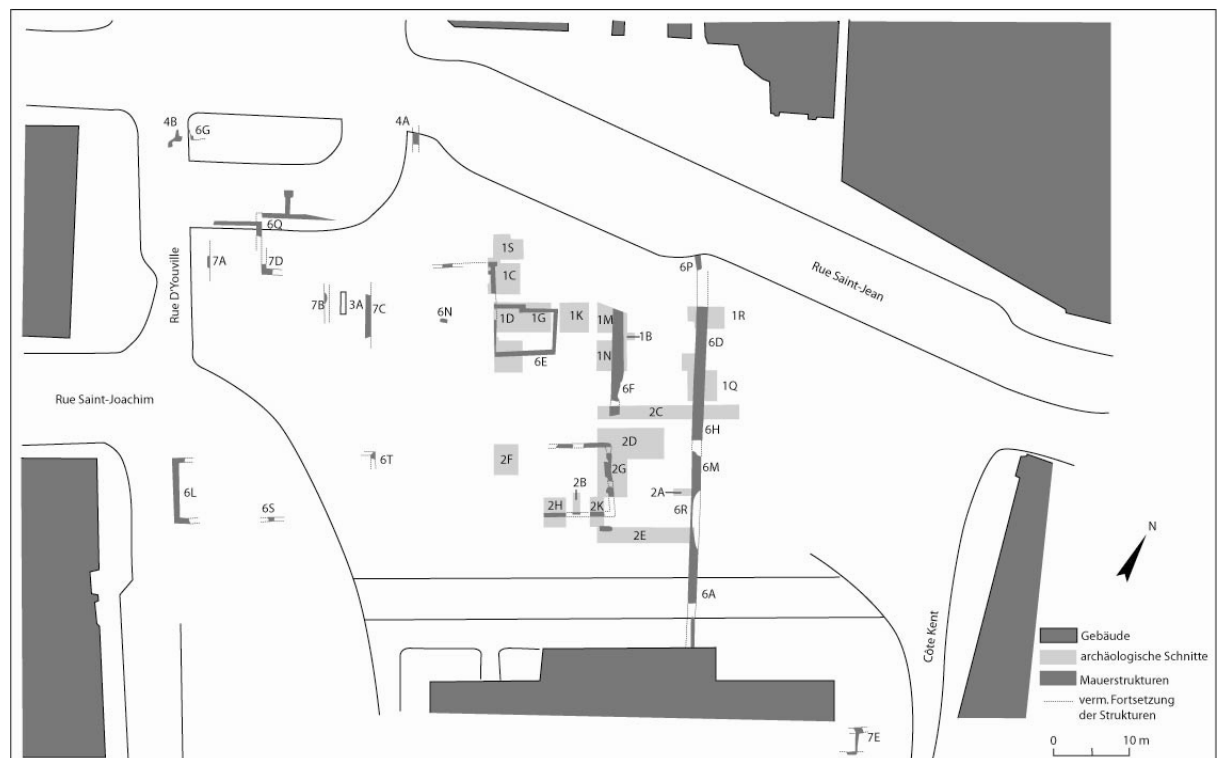 4B
6G
4A
6Q
7A
7D
Rue D'Youville
1S
1C
6P
Rue Saint-Jean
7B
3A
7C
6N
1D
1G
1K
1M
1B
1R
6D
6E
1N
6F
1Q
Rue Saint-Joachim
2C
6H
2D
6T
2F
2G
6M
6L
2B
2A
6S
2H
2K
6R
2E
N
6A
Côte Kent
Gebäude
archäologische Schnitte
Mauerstrukturen
verm. Fortsetzung
der Strukturen
7E
0 10 m